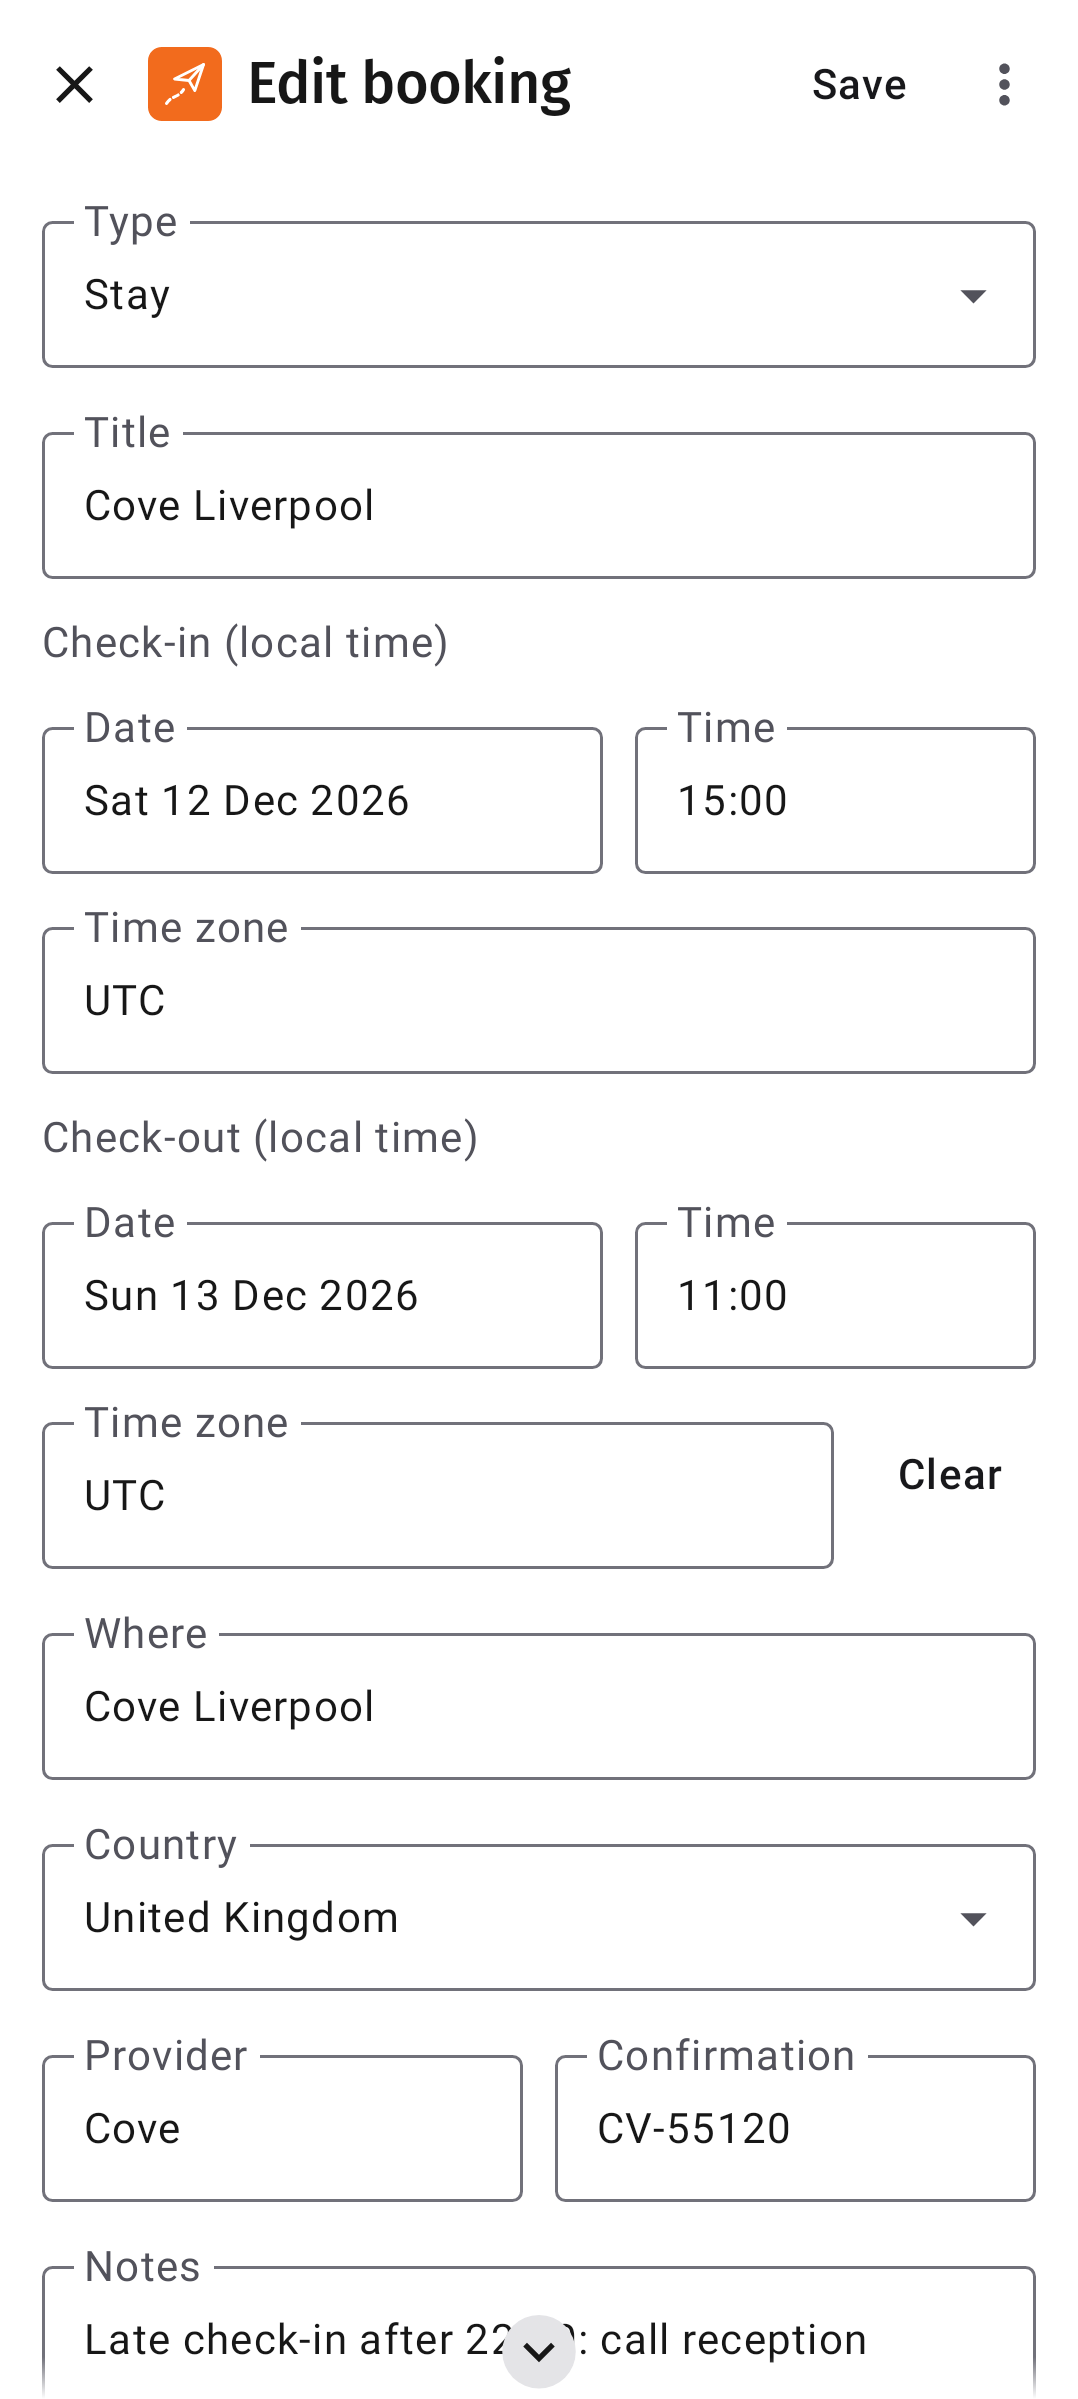 Edit booking
Save
Type
Stay
Title
Cove Liverpool
Check-in (local time)
Date
Sat 12 Dec 2026
Time
15:00
Time zone
UTC
Check-out (local time)
Date
Sun 13 Dec 2026
Time
11:00
Time zone
UTC
Clear
Where
Cove Liverpool
Country
United Kingdom
Provider
Cove
Confirmation
CV-55120
Notes
Late check-in after : call reception